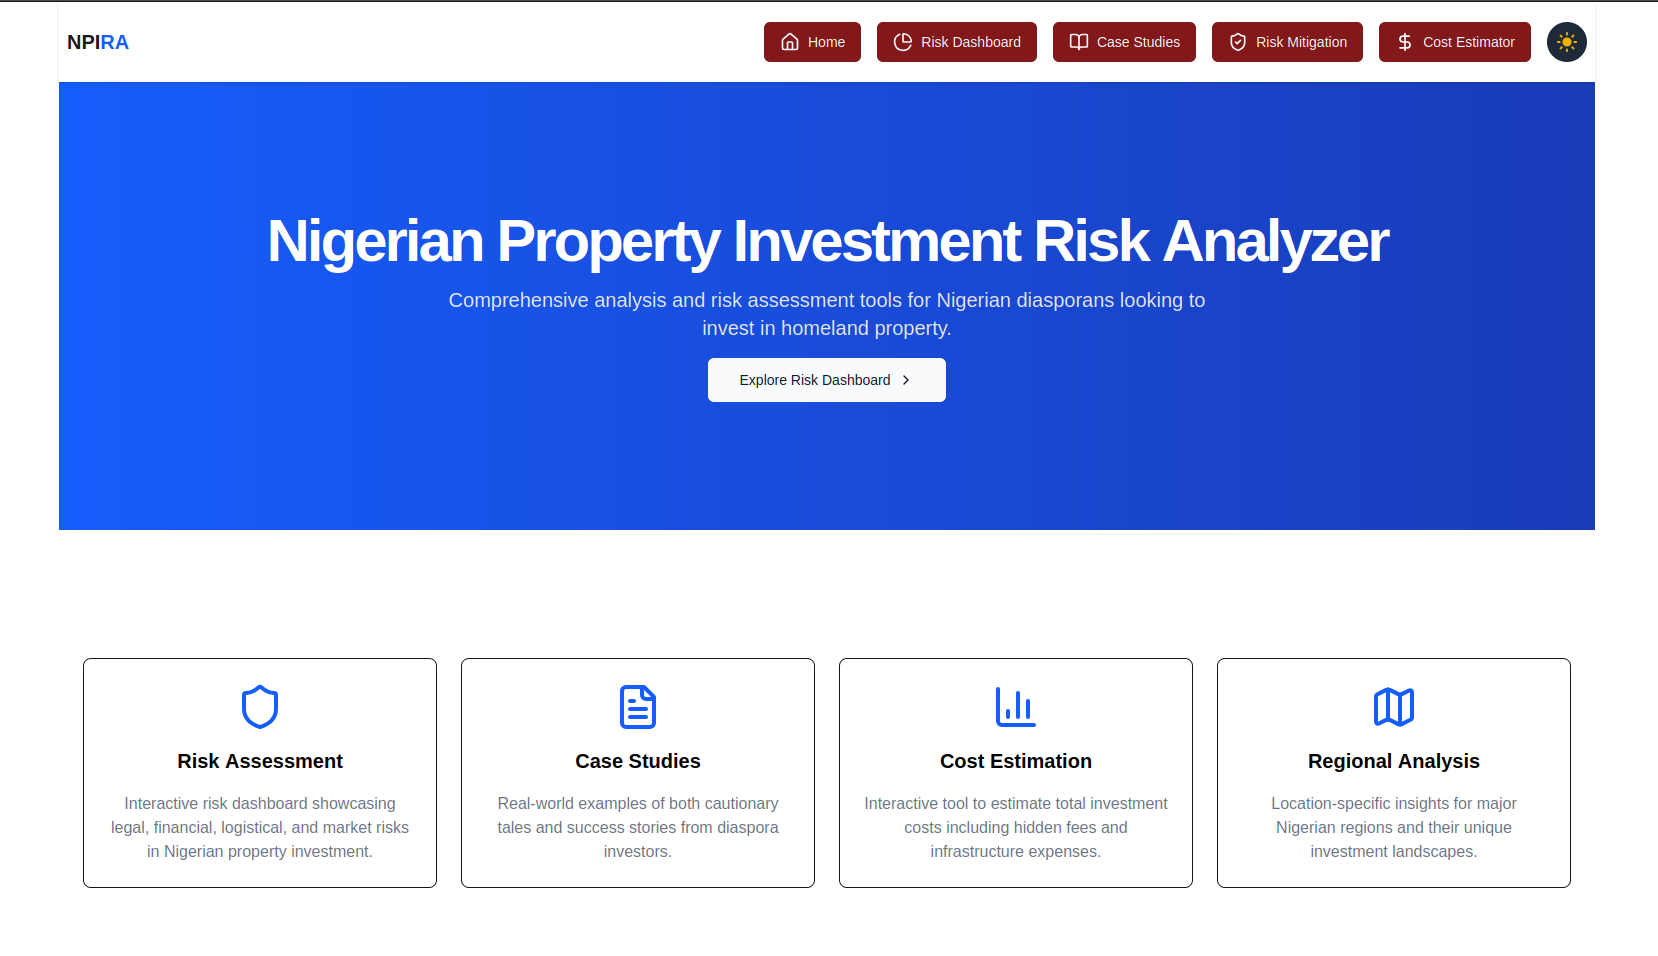 NPIRA
Home
Risk Dashboard
Case Studies
Risk Mitigation
Cost Estimator
Nigerian Property Investment Risk Analyzer
Comprehensive analysis and risk assessment tools for Nigerian diasporans looking to
invest in homeland property.
Explore Risk Dashboard
Risk Assessment
Interactive risk dashboard showcasing
legal, financial, logistical, and market risks
in Nigerian property investment.
Case Studies
Real-world examples of both cautionary
tales and success stories from diaspora
investors.
Cost Estimation
Interactive tool to estimate total investment
costs including hidden fees and
infrastructure expenses.
Regional Analysis
Location-specific insights for major
Nigerian regions and their unique
investment landscapes.